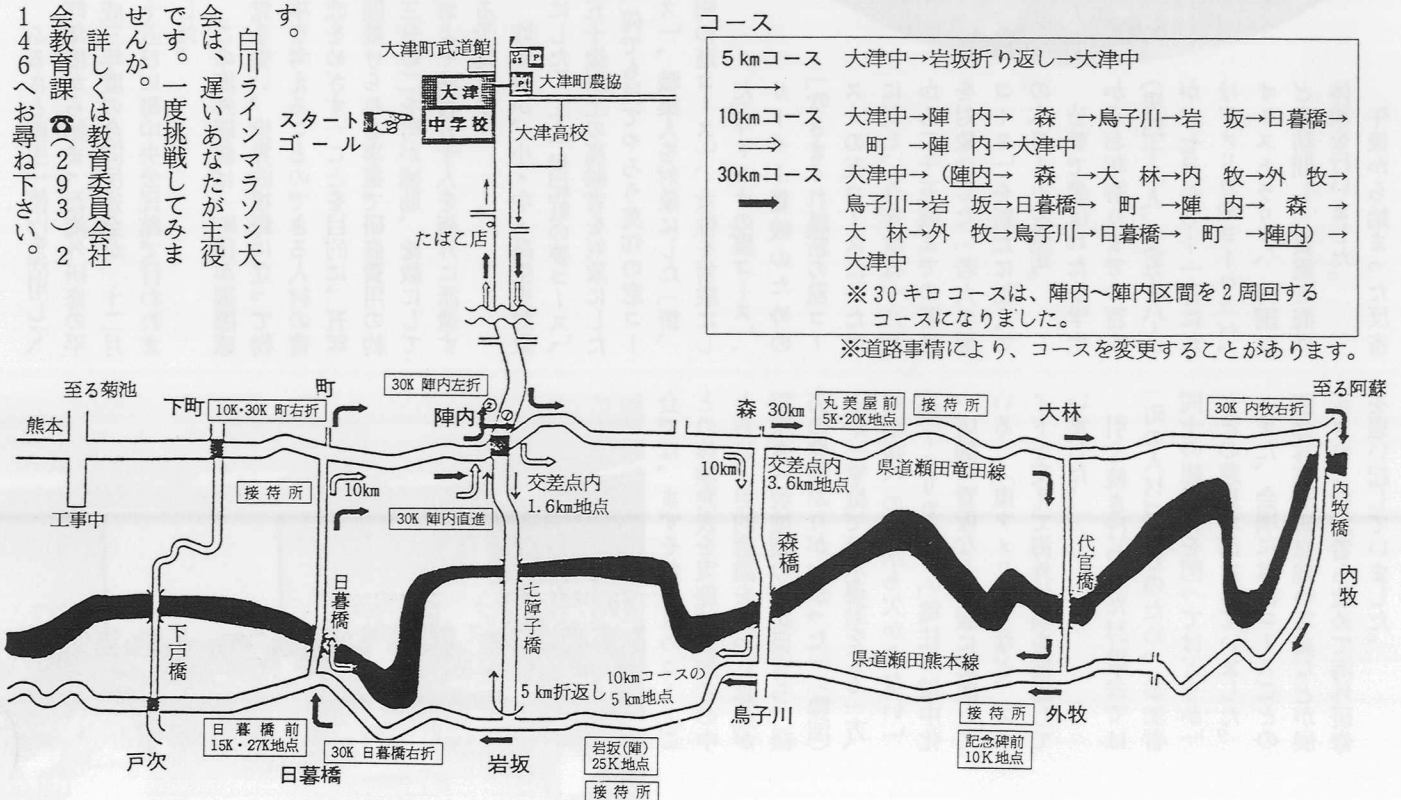 す。
白川ラインマラソン大
会は、遅いあなたが主役
です。一度挑戦してみま
せんか。
詳しくは教育委員会社
会教育課☎(293)2
146へお尋ね下さい。
コース
5kmコース 大津中→岩坂折り返し→大津中
→
10kmコース 大津中→陣 内→ 森 →烏子川→岩 坂→日暮橋→
⇒ 町 →陣 内→大津中
30kmコース 大津中→(陣内→ 森 →大 林→内 牧→外 牧→
➡ 烏子川→岩 坂→日暮橋→ 町 →陣 内→ 森 →
大 林→外 牧→烏子川→日暮橋→ 町 →陣内)→
大津中
※30キロコースは、陣内〜陣内区間を2周回する
コースになりました。
※道路事情により、コースを変更することがあります。
大津町武道館
P
P
大津町農協
大津
中学校
スタート
ゴール
大津高校
たばこ店
至る菊池
熊本
工事中
下町
10K・30K 町右折
町
30K 陣内左折
陣内
接待所
10km
30K 陣内直進
交差点内
1.6km地点
森
30km
10km
丸美屋前
5K・20K地点
接待所
交差点内
3.6km地点
県道瀬田竜田線
大林
30K 内牧右折
至る阿蘇
内牧橋
内牧
代官橋
森橋
七障子橋
日暮橋
下戸橋
県道瀬田熊本線
10kmコースの
5km地点
5km折返し
烏子川
外牧
接待所
記念碑前
10K地点
岩坂(陣)
25K地点
接待所
岩坂
30K 日暮橋右折
日暮橋
日暮橋前
15K・27K地点
戸次